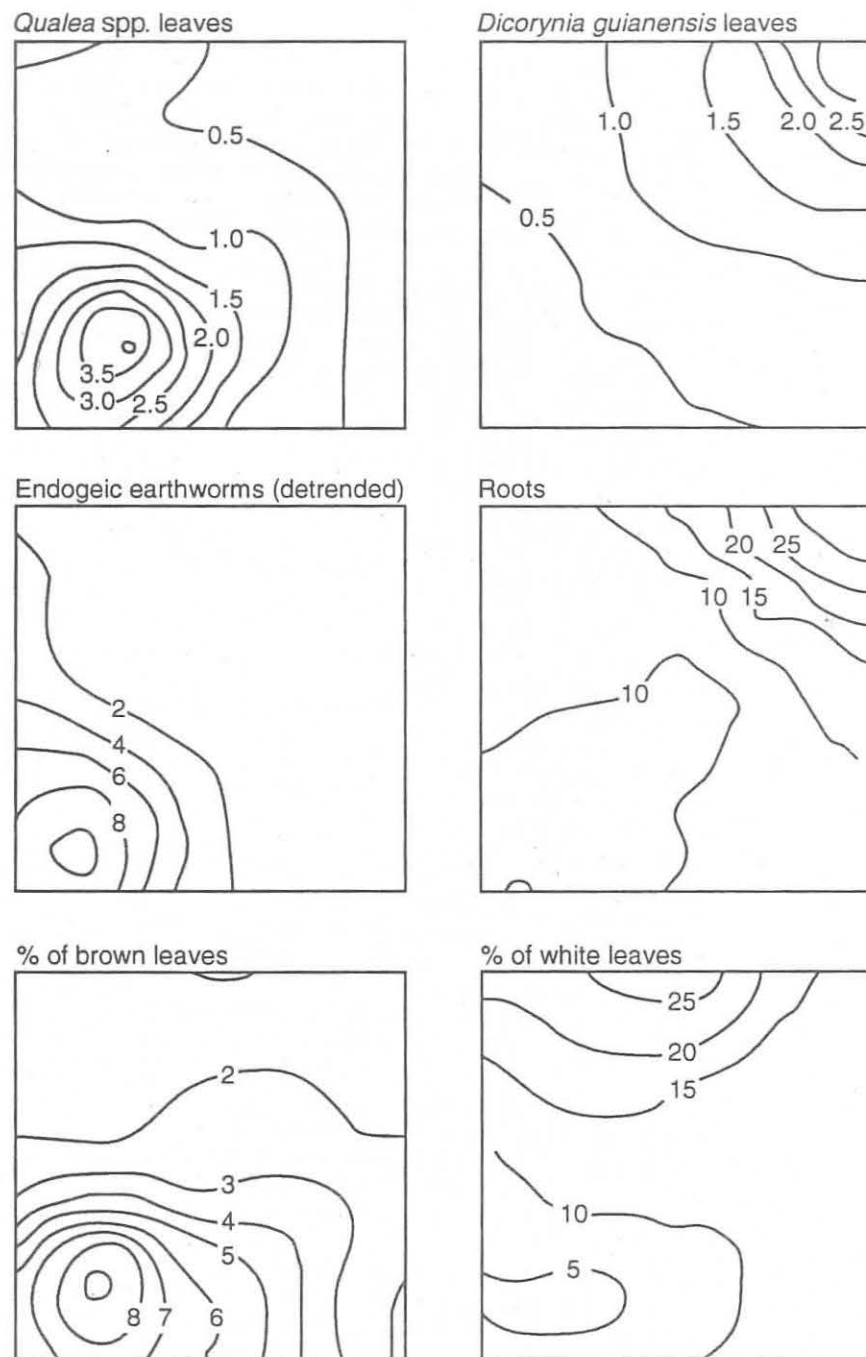 Qualea spp. leaves
0.5
1.0
1.5
2.0
3.5
3.0 2.5
Dicorynia guianensis leaves
1.0 1.5 2.0 2.5
0.5
Endogeic earthworms (detrended)
2
4
6
8
Roots
20 25
10 15
10
% of brown leaves
2
3
4
5
8 7 6
% of white leaves
25
20
15
10
5